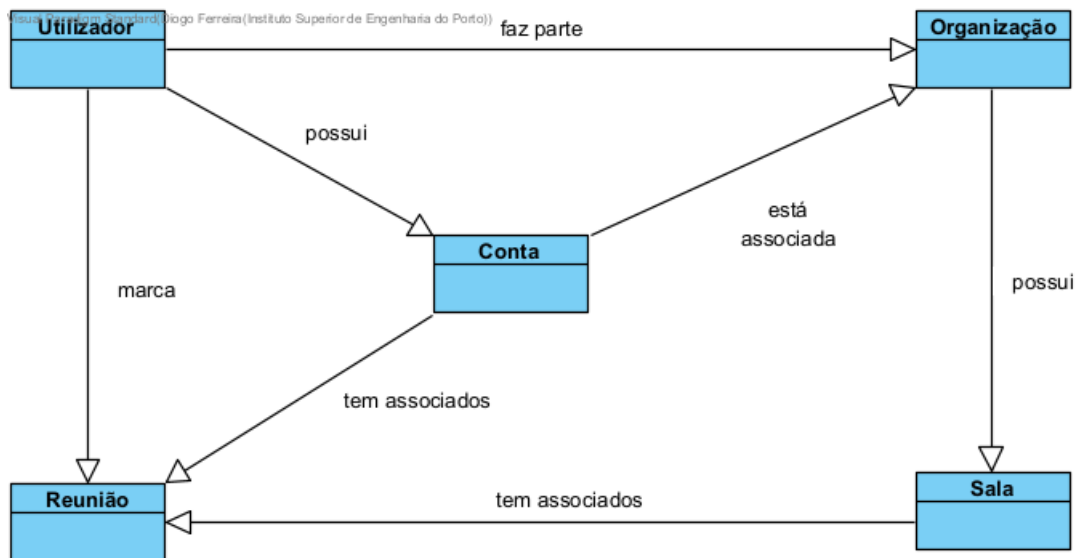 Visual Paradigm Standard(Diogo Ferreira(Instituto Superior de Engenharia do Porto))
Utilizador
faz parte
Organização
possui
está
associada
Conta
marca
possui
tem associados
Reunião
tem associados
Sala